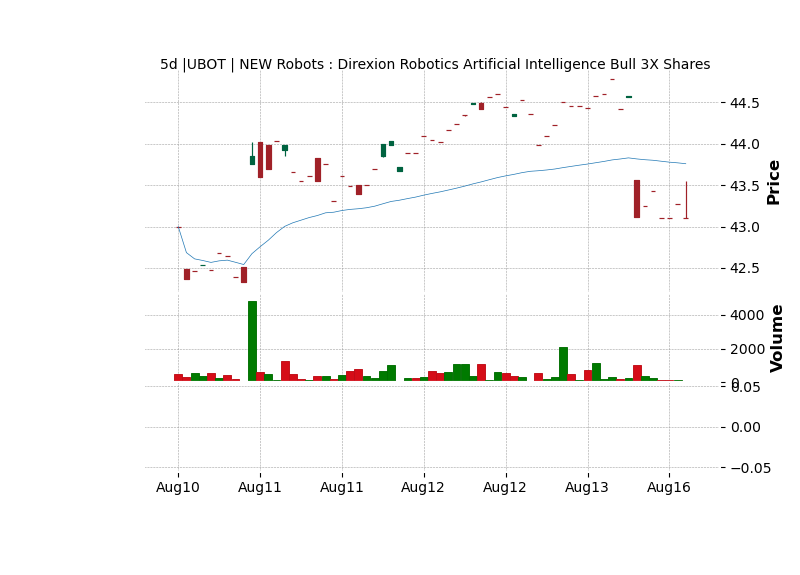 5d |UBOT | NEW Robots : Direxion Robotics Artificial Intelligence Bull 3X Shares
44.5
44.0
43.5
43.0
42.5
Price
4000
2000
0
Volume
0.05
0.00
−0.05
Aug10 Aug11 Aug11 Aug12 Aug12 Aug13 Aug16